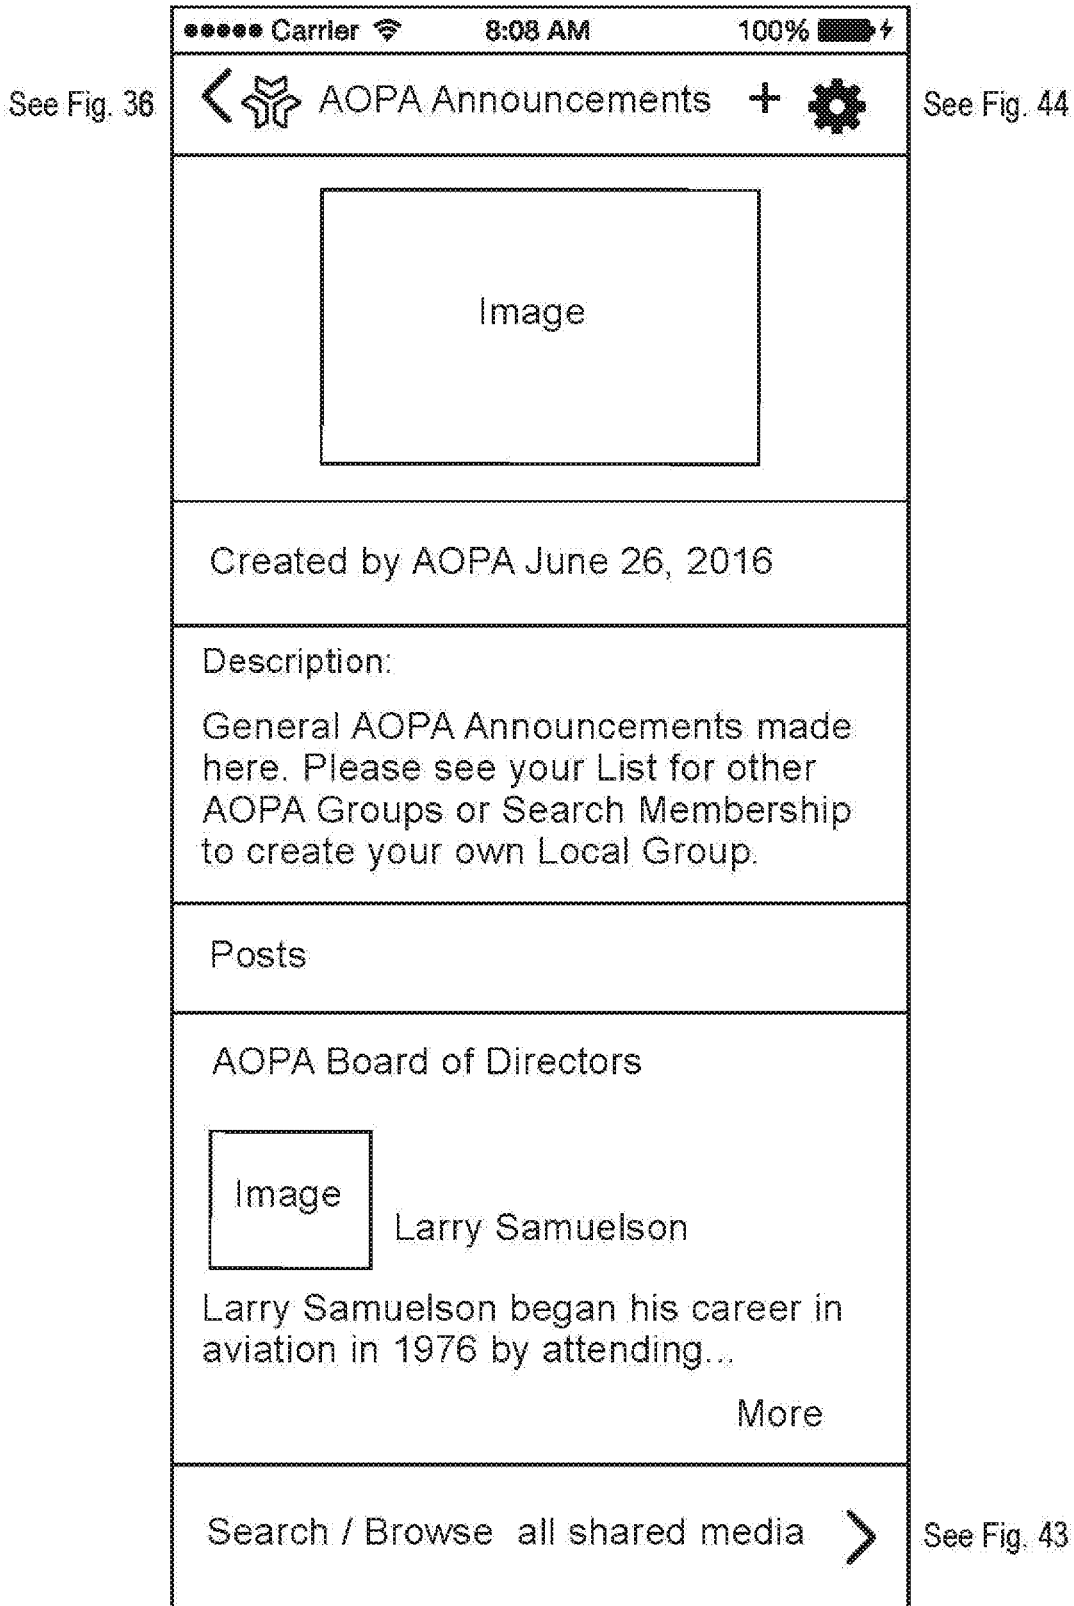 Carrier 8:08 AM 100%
See Fig. 36 AOPA Announcements + See Fig. 44
Image
Created by AOPA June 26, 2016
Description:
General AOPA Announcements made
here. Please see your List for other
AOPA Groups or Search Membership
to create your own Local Group.
Posts
AOPA Board of Directors
Image
Larry Samuelson
Larry Samuelson began his career in
aviation in 1976 by attending...
More
Search / Browse all shared media See Fig. 43